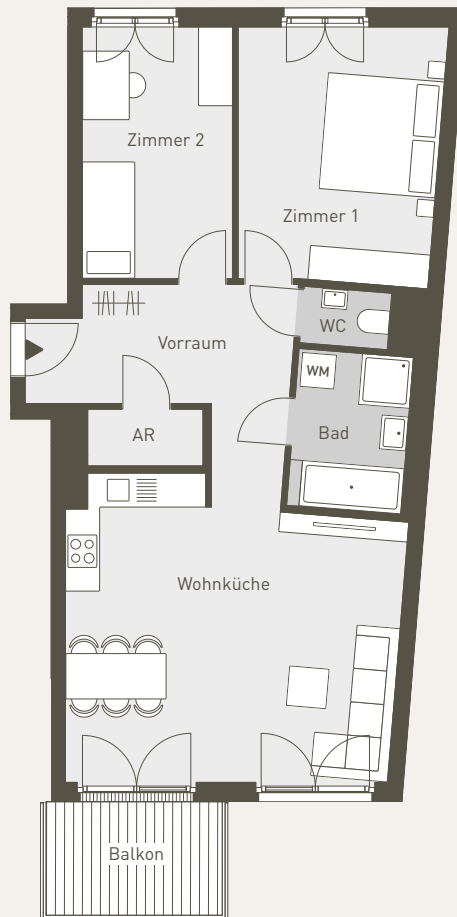 Zimmer 2
Zimmer 1
WC
Vorraum
WM
AR
Bad
Wohnküche
Balkon